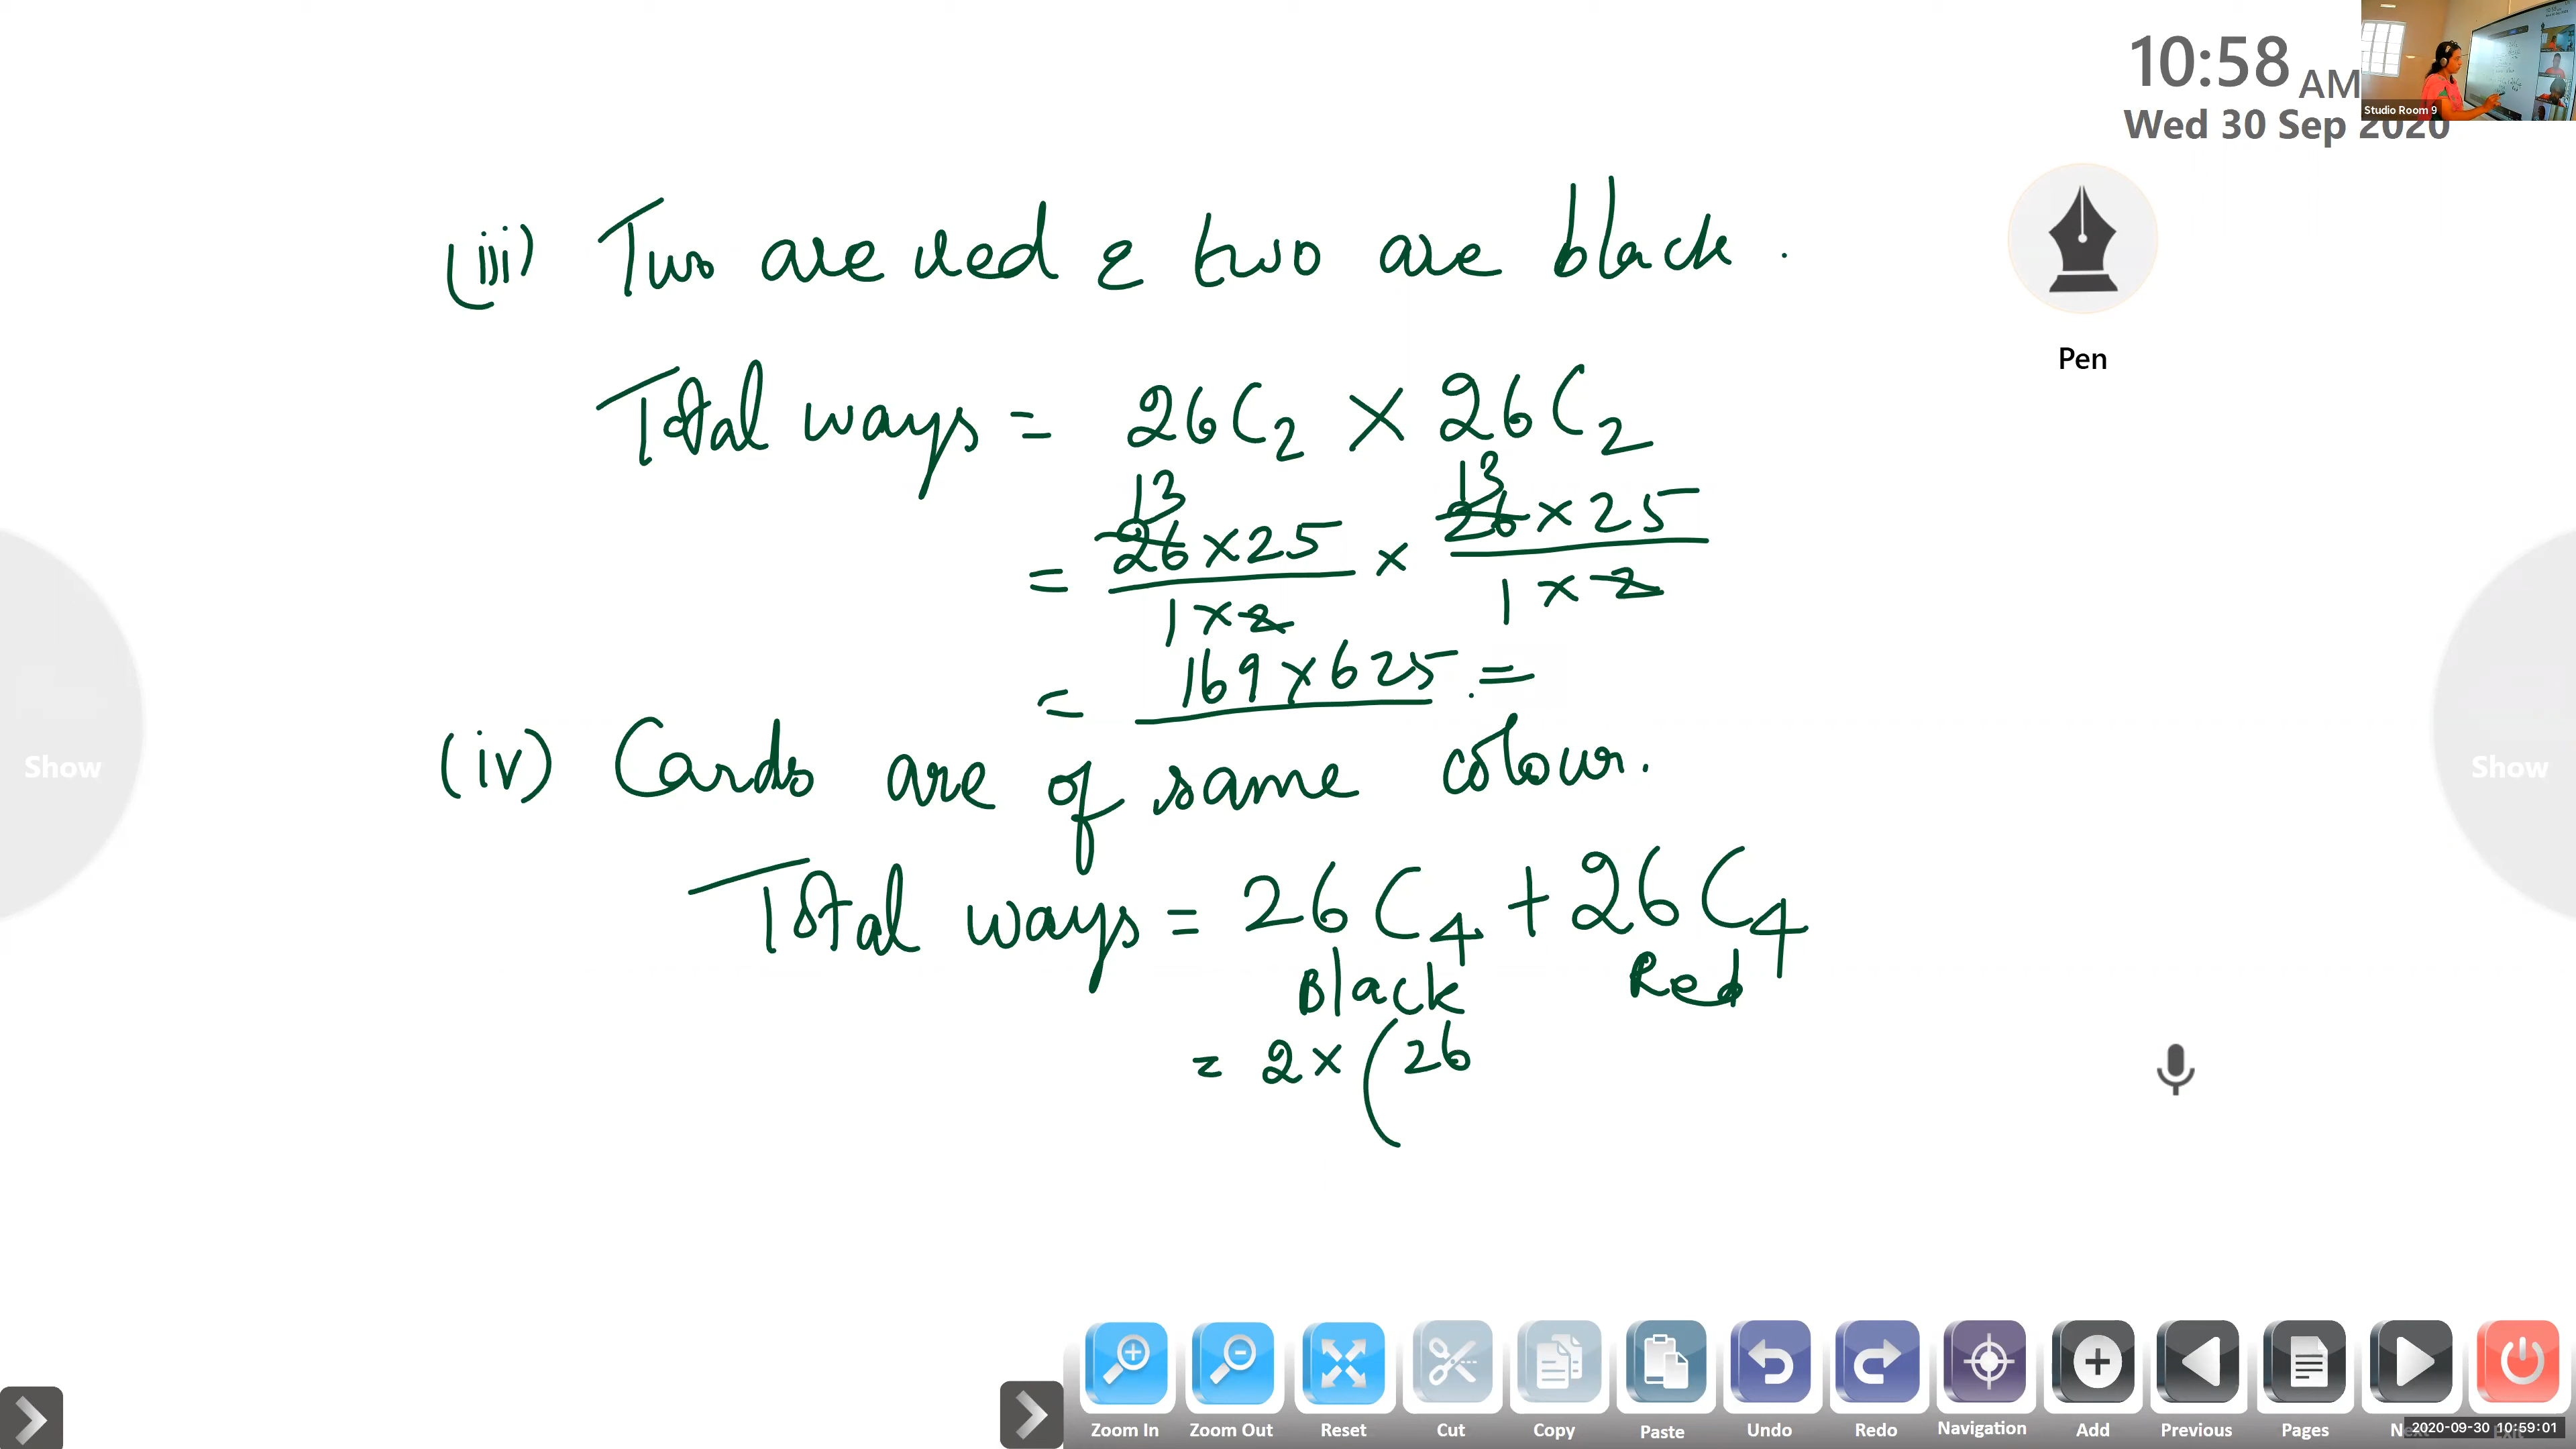 10:58 AM
Wed 30 Sep 2020
Studio Room 9
Pen
(iii) Two are red & two are black.
Total ways = 26C2 × 26C2
13 13
= 26 × 25 / 1 × 2 × 26 × 25 / 1 × 2
= 169 × 625 =
(iv) Cards are of same colour.
Total ways = 26C4 + 26C4
Black Red
= 2 × ( 26
Show
Show
Zoom In Zoom Out Reset Cut Copy Paste Undo Redo Navigation Add Previous Pages
2020-09-30 10:59:01